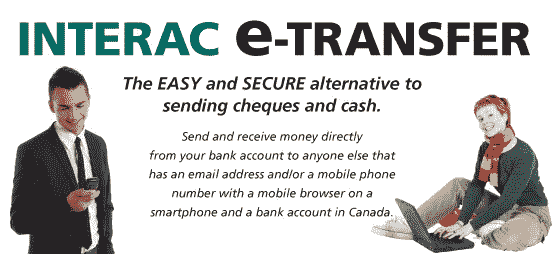 INTERAC e-TRANSFER
The EASY and SECURE alternative to
sending cheques and cash.
Send and receive money directly
from your bank account to anyone else that
has an email address and/or a mobile phone
number with a mobile browser on a
smartphone and a bank account in Canada.